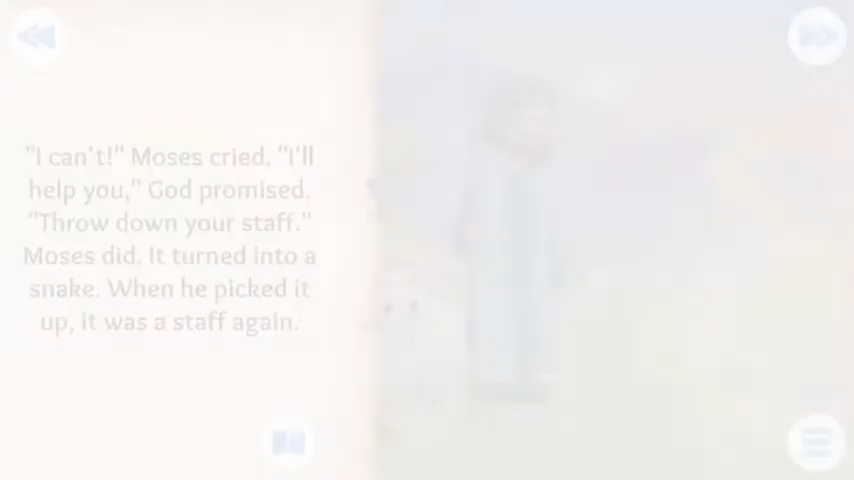 "I can't!" Moses cried. "I'll
help you," God promised.
"Throw down your staff."
Moses did. It turned into a
snake. When he picked it
up, it was a staff again.